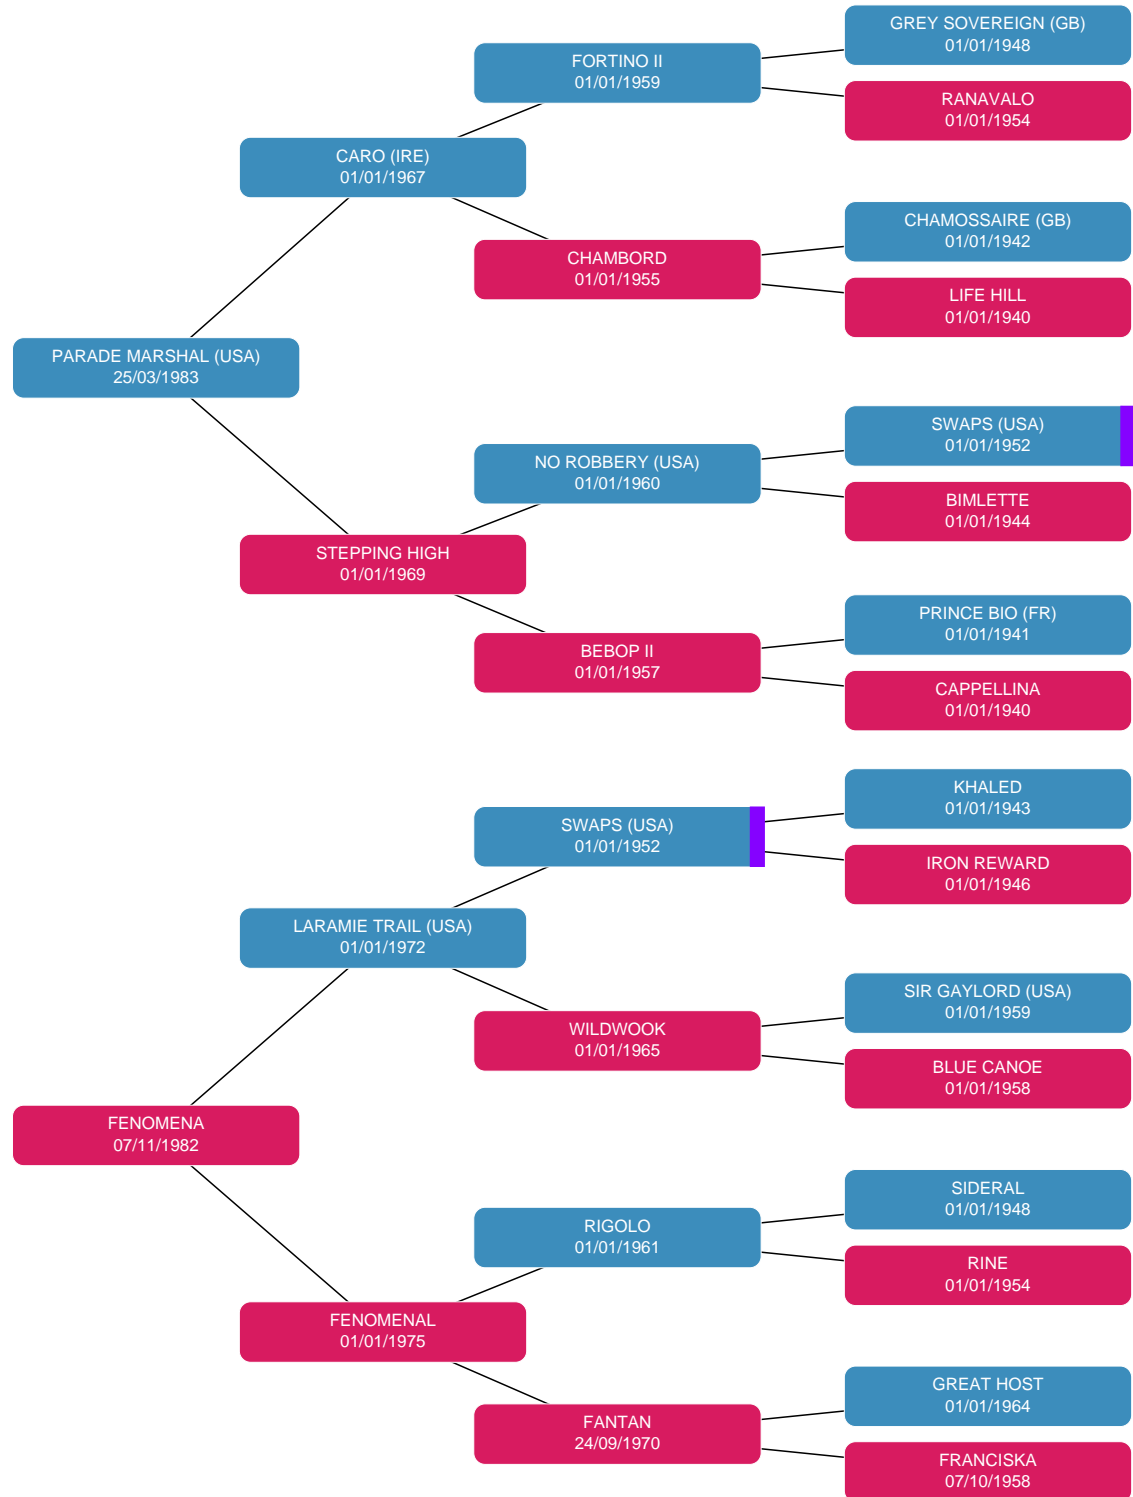 GREY SOVEREIGN (GB)
01/01/1948
FORTINO II
01/01/1959
RANAVALO
01/01/1954
CARO (IRE)
01/01/1967
CHAMOSSAIRE (GB)
01/01/1942
CHAMBORD
01/01/1955
LIFE HILL
01/01/1940
PARADE MARSHAL (USA)
25/03/1983
SWAPS (USA)
01/01/1952
NO ROBBERY (USA)
01/01/1960
BIMLETTE
01/01/1944
STEPPING HIGH
01/01/1969
PRINCE BIO (FR)
01/01/1941
BEBOP II
01/01/1957
CAPPELLINA
01/01/1940
KHALED
01/01/1943
SWAPS (USA)
01/01/1952
IRON REWARD
01/01/1946
LARAMIE TRAIL (USA)
01/01/1972
SIR GAYLORD (USA)
01/01/1959
WILDWOOK
01/01/1965
BLUE CANOE
01/01/1958
FENOMENA
07/11/1982
SIDERAL
01/01/1948
RIGOLO
01/01/1961
RINE
01/01/1954
FENOMENAL
01/01/1975
GREAT HOST
01/01/1964
FANTAN
24/09/1970
FRANCISKA
07/10/1958